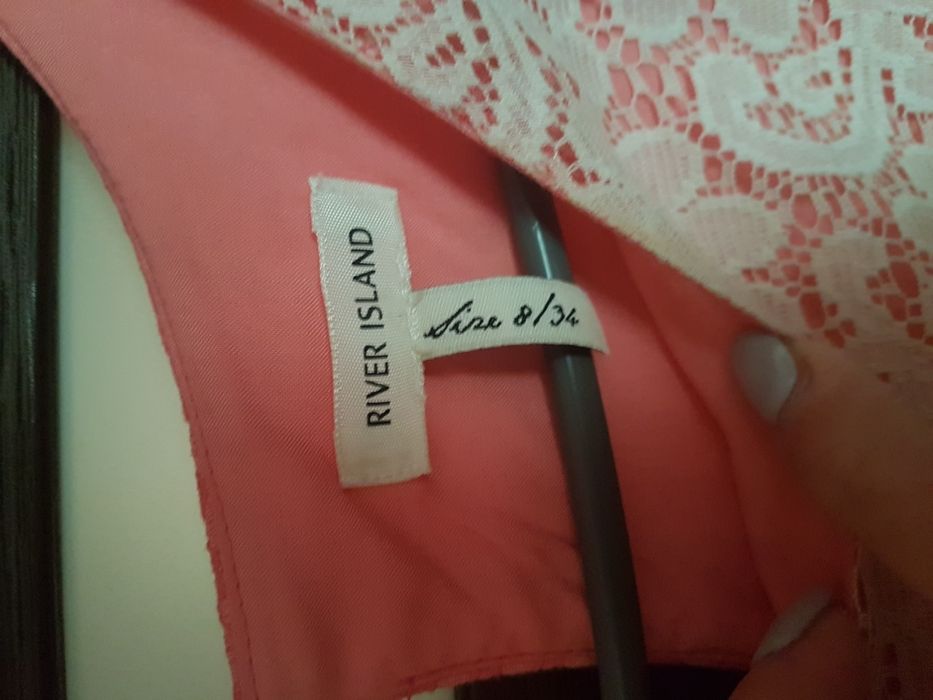 RIVER ISLAND
Size 8/34